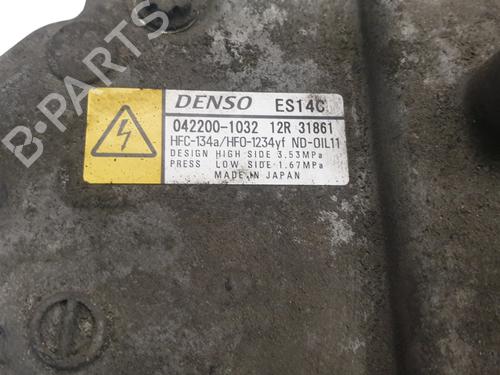 DENSO ES14C
042200-1032 12R 31861
HFC-134a/HFO-1234yf ND-OIL11
DESIGN HIGH SIDE 3.53MPa
PRESS LOW SIDE 1.67MPa
MADE IN JAPAN
B-PARTS